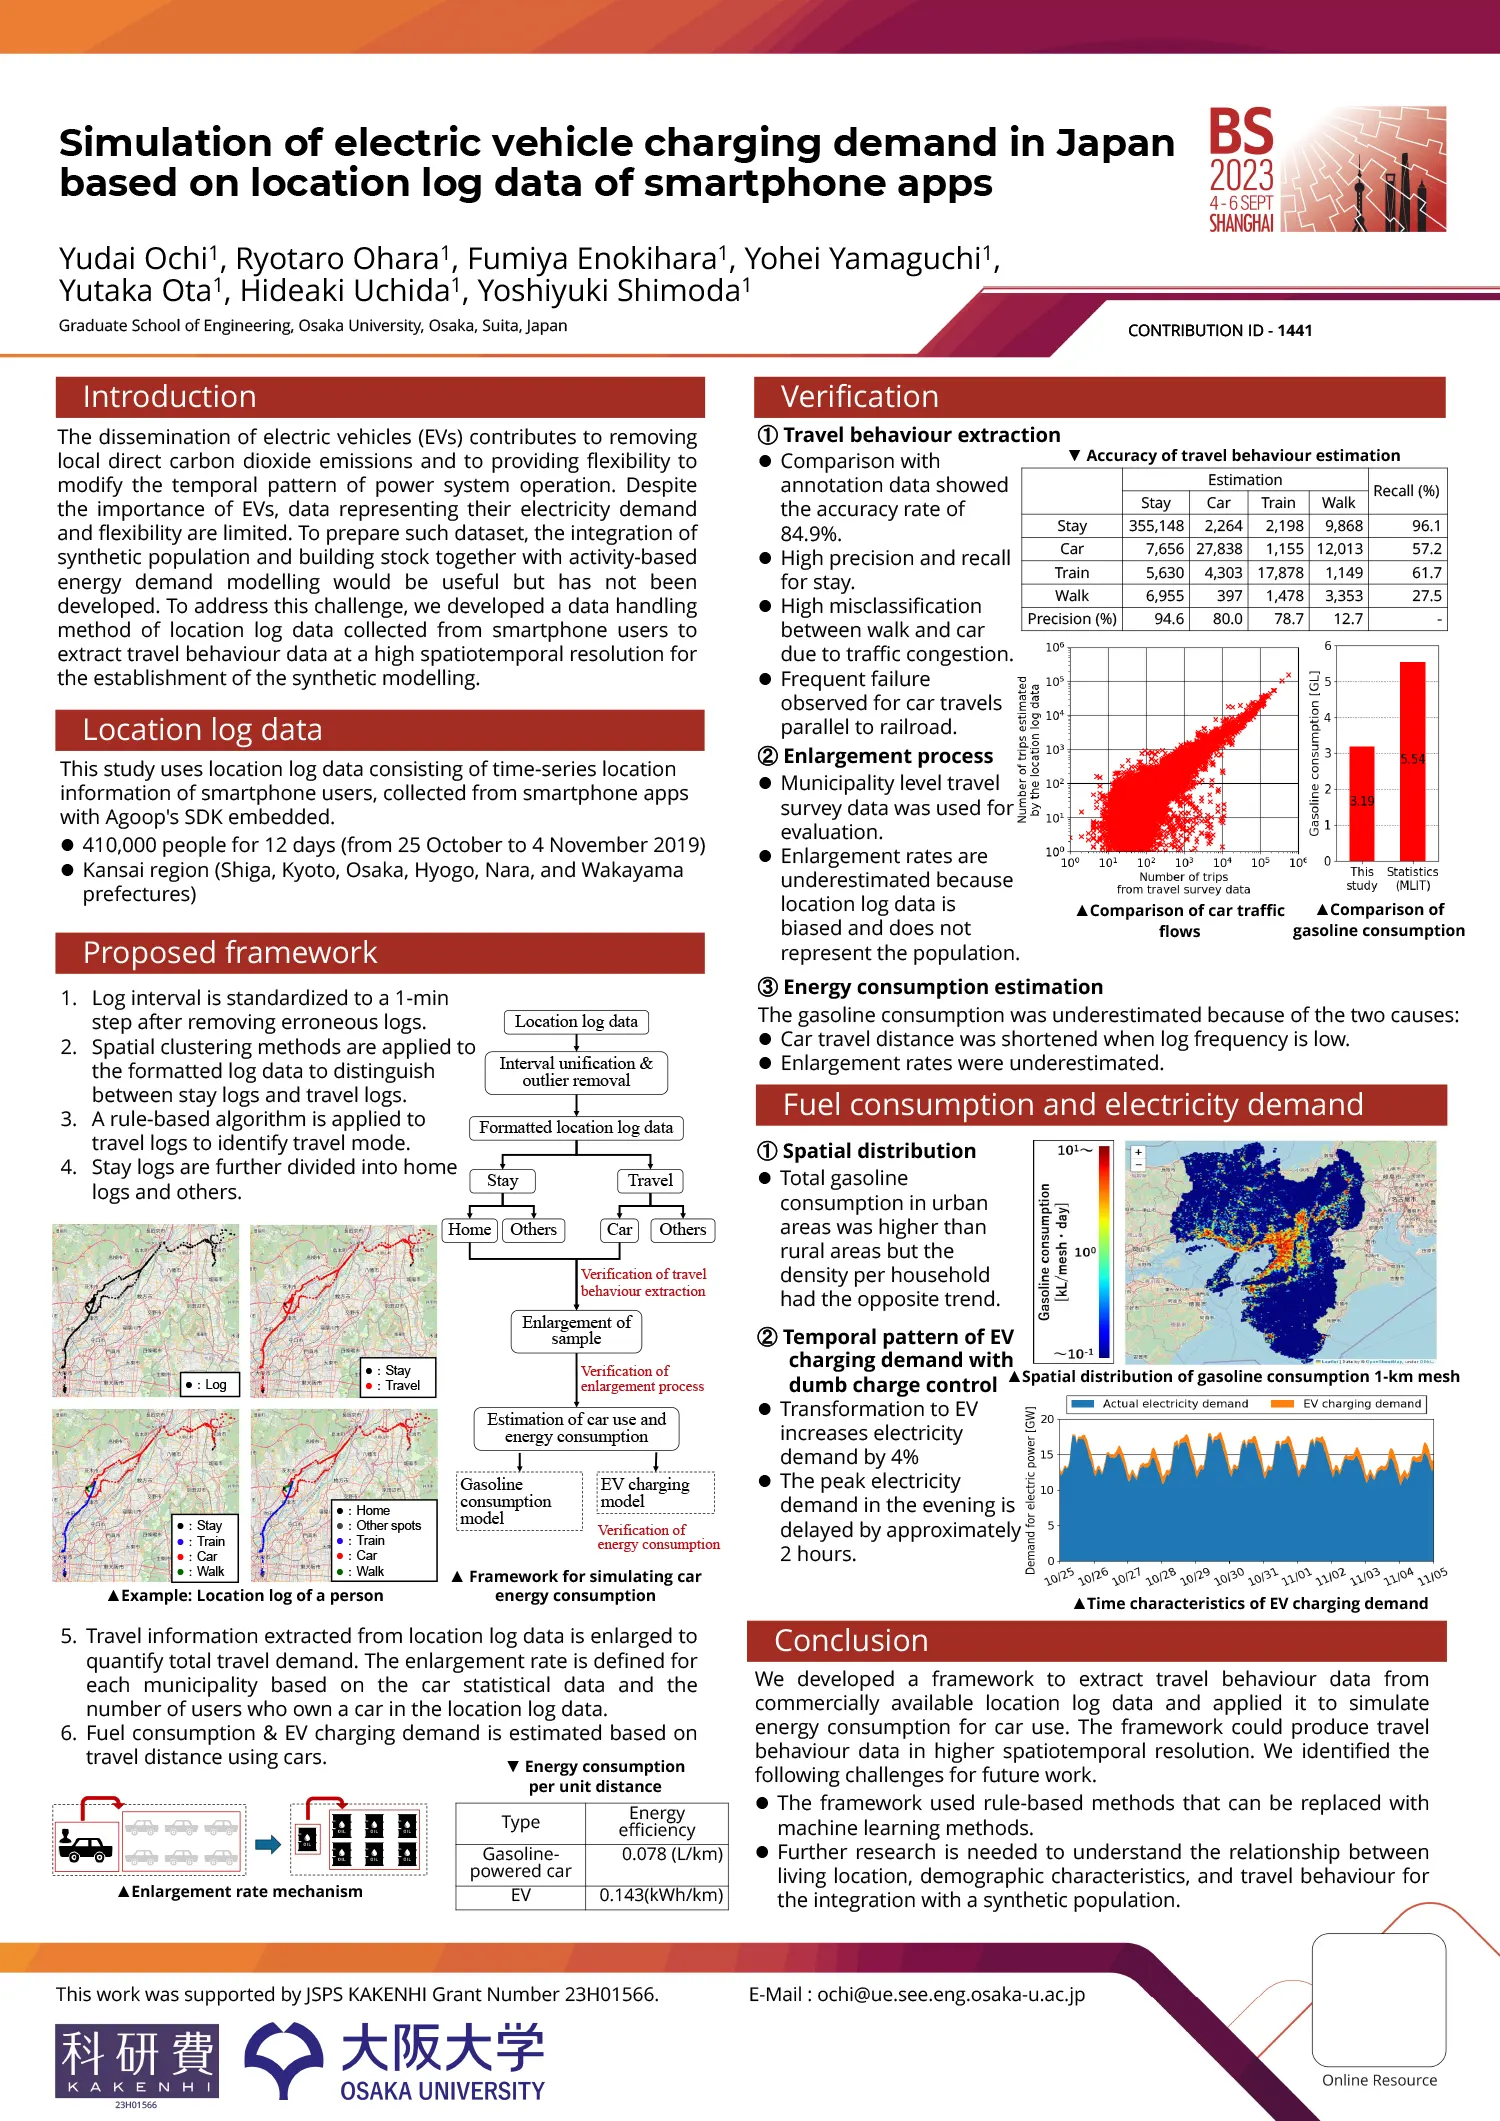 Simulation of electric vehicle charging demand in Japan
based on location log data of smartphone apps
BS
2023
4 - 6 SEPT
SHANGHAI
Yudai Ochi1, Ryotaro Ohara1, Fumiya Enokihara1, Yohei Yamaguchi1,
Yutaka Ota1, Hideaki Uchida1, Yoshiyuki Shimoda1
Graduate School of Engineering, Osaka University, Osaka, Suita, Japan
CONTRIBUTION ID - 1441
Introduction
The dissemination of electric vehicles (EVs) contributes to removing
local direct carbon dioxide emissions and to providing flexibility to
modify the temporal pattern of power system operation. Despite
the importance of EVs, data representing their electricity demand
and flexibility are limited. To prepare such dataset, the integration of
synthetic population and building stock together with activity-based
energy demand modelling would be useful but has not been
developed. To address this challenge, we developed a data handling
method of location log data collected from smartphone users to
extract travel behaviour data at a high spatiotemporal resolution for
the establishment of the synthetic modelling.
Location log data
This study uses location log data consisting of time-series location
information of smartphone users, collected from smartphone apps
with Agoop's SDK embedded.
● 410,000 people for 12 days (from 25 October to 4 November 2019)
● Kansai region (Shiga, Kyoto, Osaka, Hyogo, Nara, and Wakayama
prefectures)
Proposed framework
1. Log interval is standardized to a 1-min
step after removing erroneous logs.
2. Spatial clustering methods are applied to
the formatted log data to distinguish
between stay logs and travel logs.
3. A rule-based algorithm is applied to
travel logs to identify travel mode.
4. Stay logs are further divided into home
logs and others.
● : Log
● : Stay
● : Travel
● : Stay
● : Train
● : Car
● : Walk
● : Home
● : Other spots
● : Train
● : Car
● : Walk
▲Example: Location log of a person
Location log data
Interval unification &
outlier removal
Formatted location log data
Stay Travel
Home Others Car Others
Verification of travel
behaviour extraction
Enlargement of
sample
Verification of
enlargement process
Estimation of car use and
energy consumption
Gasoline
consumption
model
EV charging
model
Verification of
energy consumption
▲ Framework for simulating car
energy consumption
5. Travel information extracted from location log data is enlarged to
quantify total travel demand. The enlargement rate is defined for
each municipality based on the car statistical data and the
number of users who own a car in the location log data.
6. Fuel consumption & EV charging demand is estimated based on
travel distance using cars.
OIL OIL OIL OIL
OIL OIL OIL
▲Enlargement rate mechanism
▼ Energy consumption
per unit distance
Type Energy
efficiency
Gasoline-
powered car 0.078 (L/km)
EV 0.143(kWh/km)
Verification
① Travel behaviour extraction
● Comparison with
annotation data showed
the accuracy rate of
84.9%.
● High precision and recall
for stay.
● High misclassification
between walk and car
due to traffic congestion.
● Frequent failure
observed for car travels
parallel to railroad.
② Enlargement process
● Municipality level travel
survey data was used for
evaluation.
● Enlargement rates are
underestimated because
location log data is
biased and does not
represent the population.
▼ Accuracy of travel behaviour estimation
Estimation Recall (%)
Stay Car Train Walk
Stay 355,148 2,264 2,198 9,868 96.1
Car 7,656 27,838 1,155 12,013 57.2
Train 5,630 4,303 17,878 1,149 61.7
Walk 6,955 397 1,478 3,353 27.5
Precision (%) 94.6 80.0 78.7 12.7 -
Number of trips estimated
by the location log data
10⁶
10⁵
10⁴
10³
10²
10¹
10⁰
10⁰ 10¹ 10² 10³ 10⁴ 10⁵ 10⁶
Number of trips
from travel survey data
▲Comparison of car traffic
flows
Gasoline consumption [GL]
6
5
4
3
2
1
0
3.19
5.54
This
study
Statistics
(MLIT)
▲Comparison of
gasoline consumption
③ Energy consumption estimation
The gasoline consumption was underestimated because of the two causes:
● Car travel distance was shortened when log frequency is low.
● Enlargement rates were underestimated.
Fuel consumption and electricity demand
① Spatial distribution
● Total gasoline
consumption in urban
areas was higher than
rural areas but the
density per household
had the opposite trend.
Gasoline consumption
[kL/mesh・day]
10¹～
10⁰
～10⁻¹
+
−
▲Spatial distribution of gasoline consumption 1-km mesh
② Temporal pattern of EV
charging demand with
dumb charge control
● Transformation to EV
increases electricity
demand by 4%
● The peak electricity
demand in the evening is
delayed by approximately
2 hours.
Actual electricity demand EV charging demand
Demand for electric power [GW]
20
15
10
5
0
10/25 10/26 10/27 10/28 10/29 10/30 10/31 11/01 11/02 11/03 11/04 11/05
▲Time characteristics of EV charging demand
Conclusion
We developed a framework to extract travel behaviour data from
commercially available location log data and applied it to simulate
energy consumption for car use. The framework could produce travel
behaviour data in higher spatiotemporal resolution. We identified the
following challenges for future work.
● The framework used rule-based methods that can be replaced with
machine learning methods.
● Further research is needed to understand the relationship between
living location, demographic characteristics, and travel behaviour for
the integration with a synthetic population.
This work was supported by JSPS KAKENHI Grant Number 23H01566.
E-Mail : ochi@ue.see.eng.osaka-u.ac.jp
科研費
KAKENHI
23H01566
大阪大学
OSAKA UNIVERSITY
Online Resource